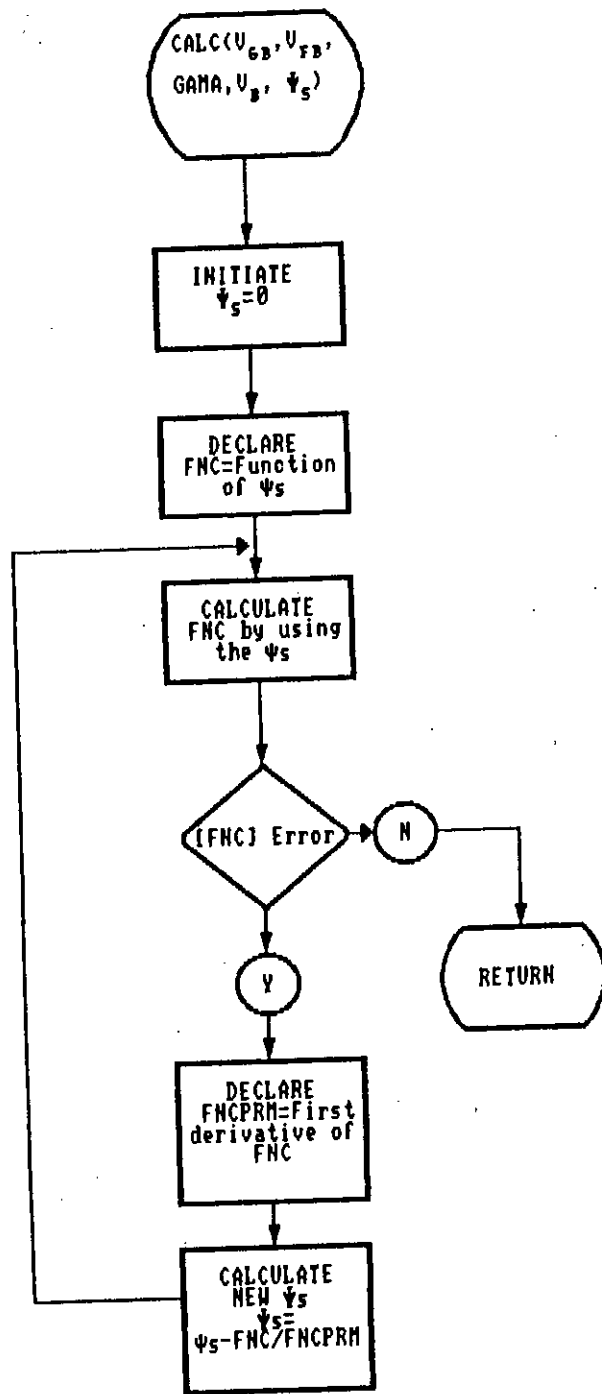 CALC(V_GB, V_FB,
GAMA, V_B, Ψ_S)
INITIATE
Ψ_S=0
DECLARE
FNC=Function
of Ψs
CALCULATE
FNC by using
the Ψs
[FNC] Error
N
Y
RETURN
DECLARE
FNCPRM=First
derivative of
FNC
CALCULATE
NEW Ψs
Ψs=
Ψs-FNC/FNCPRM